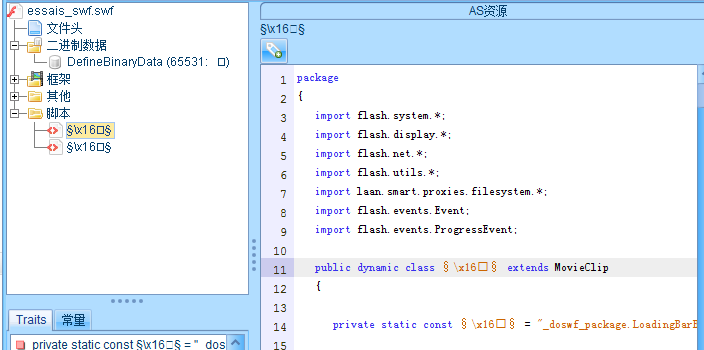 essais_swf.swf
文件头
二进制数据
DefineBinaryData (65531: □)
框架
其他
脚本
§\x16□§
§\x16□§
Traits
常量
private static const §\x16□§ = "_dos
AS资源
§\x16□§
1 package
2 {
3 import flash.system.*;
4 import flash.display.*;
5 import flash.net.*;
6 import flash.utils.*;
7 import laan.smart.proxies.filesystem.*;
8 import flash.events.Event;
9 import flash.events.ProgressEvent;
10
11 public dynamic class §\x16□§ extends MovieClip
12 {
13
14 private static const §\x16□§ = "_doswf_package.LoadingBarB
15